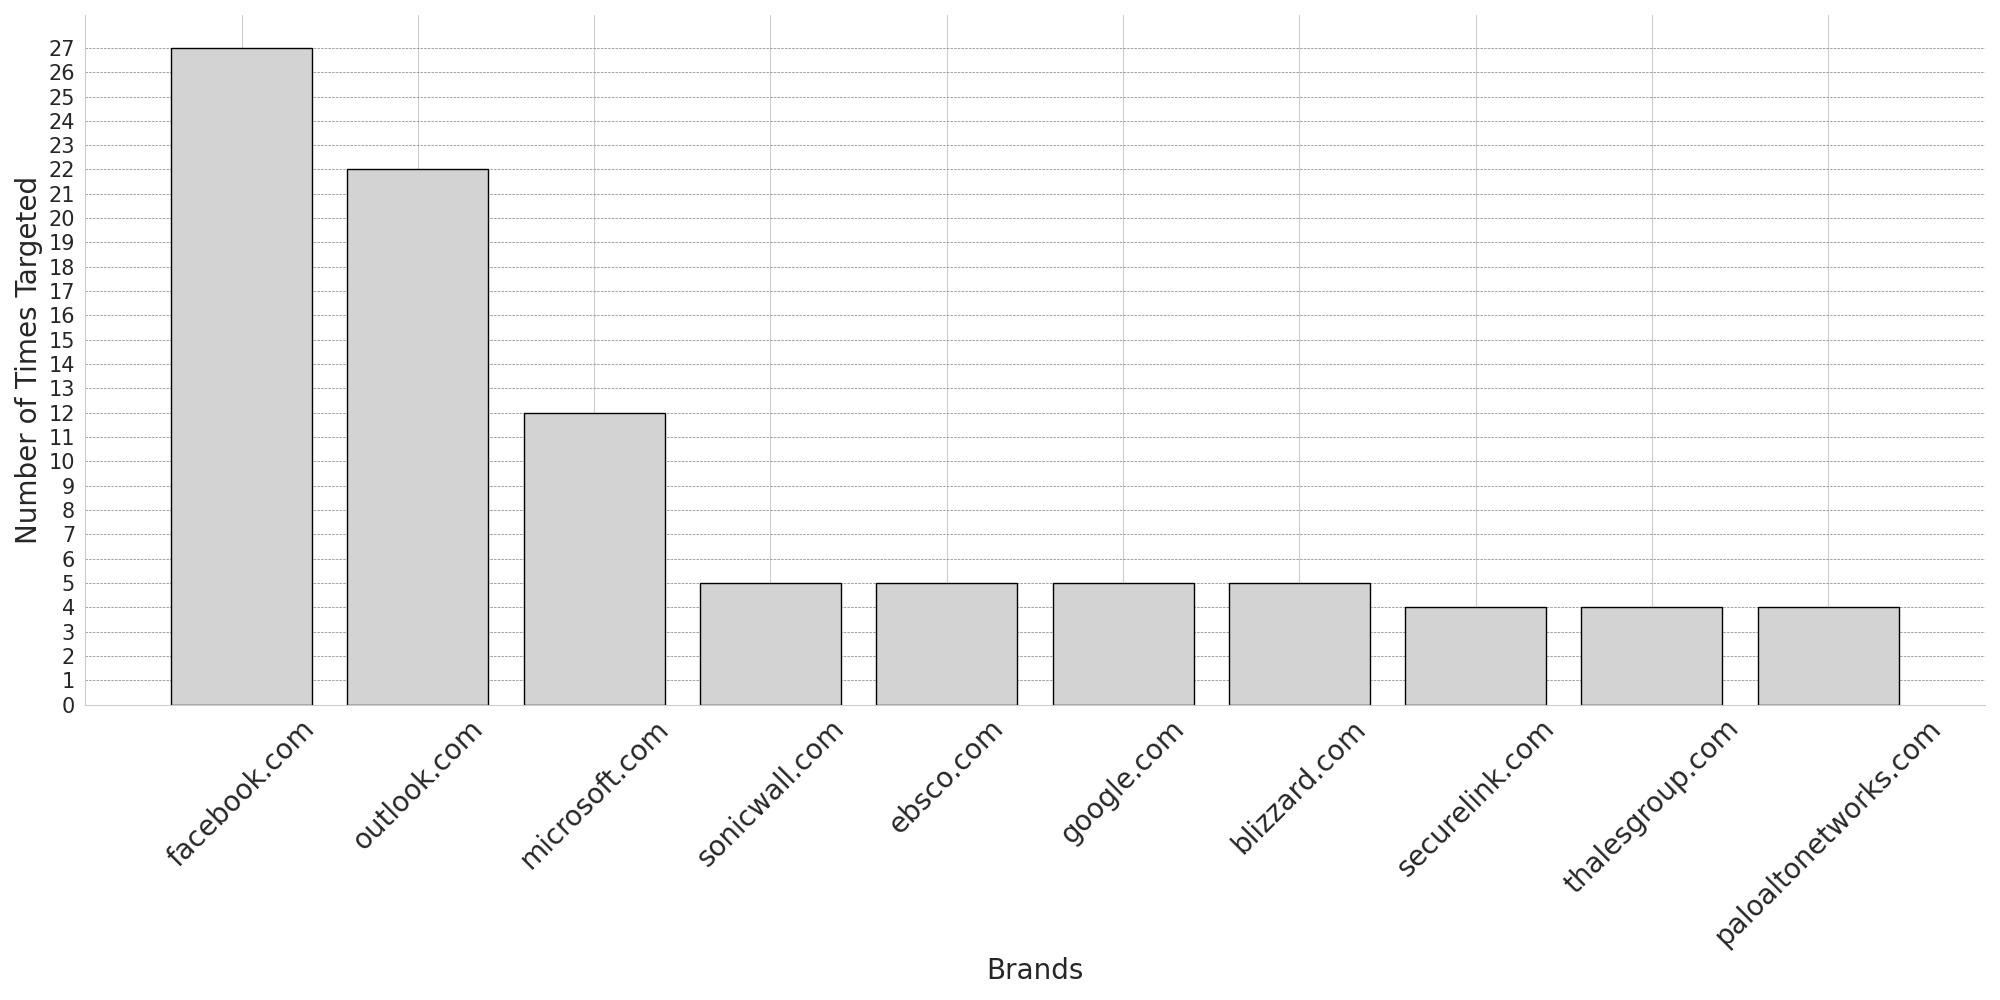 Number of Times Targeted
27
26
25
24
23
22
21
20
19
18
17
16
15
14
13
12
11
10
9
8
7
6
5
4
3
2
1
0
facebook.com
outlook.com
microsoft.com
sonicwall.com
ebsco.com
google.com
blizzard.com
securelink.com
thalesgroup.com
paloaltonetworks.com
Brands